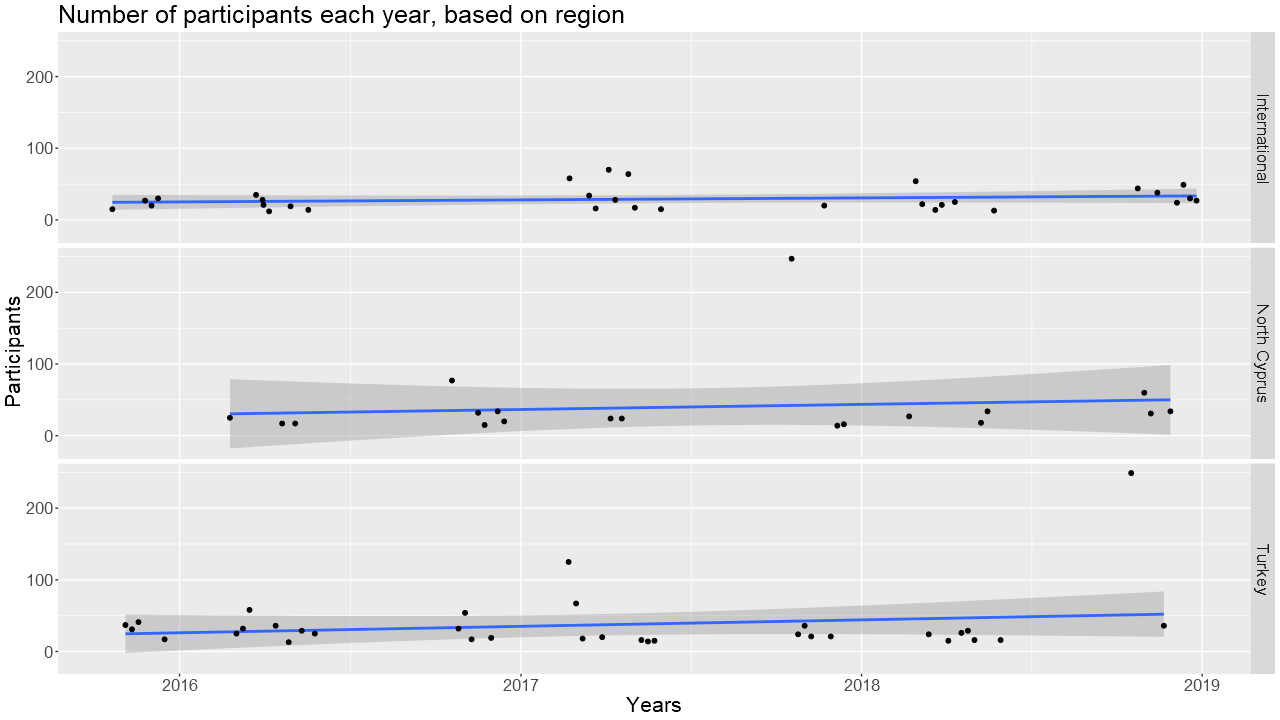 Number of participants each year, based on region
200
100
0
International
200
100
0
North Cyprus
200
100
0
Turkey
Participants
2016
2017
2018
2019
Years